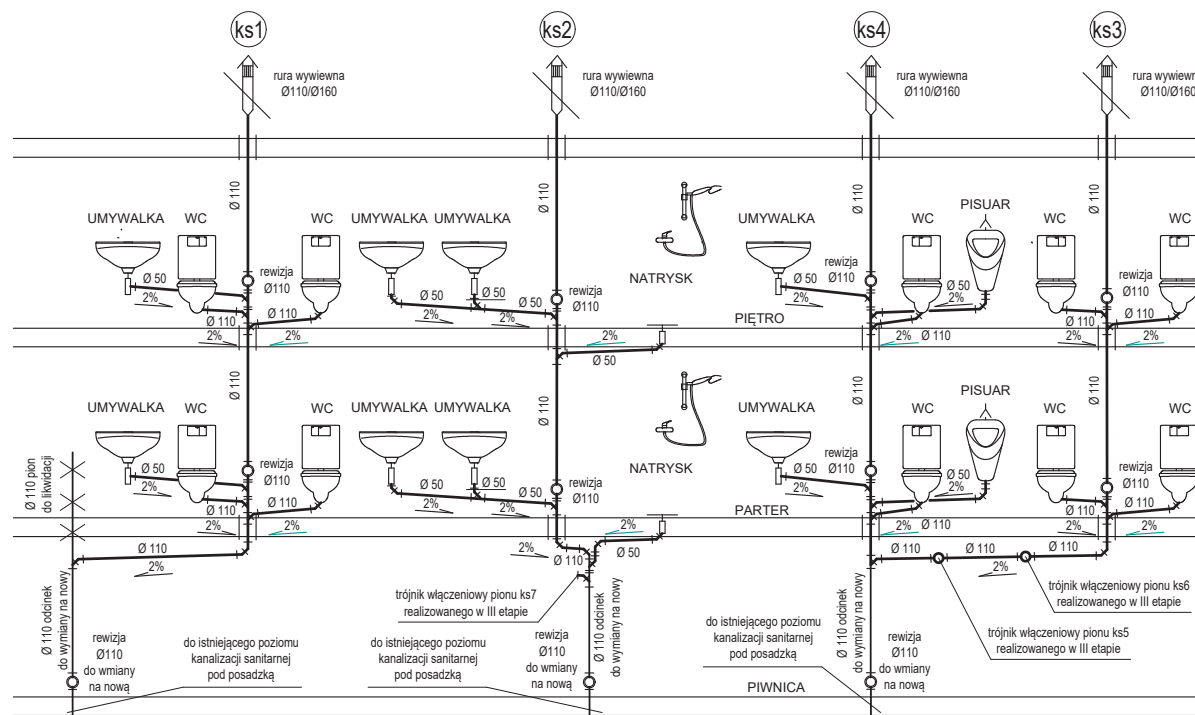 ks1
ks2
ks4
ks3
rura wywiewna
Ø110/Ø160
rura wywiewna
Ø110/Ø160
rura wywiewna
Ø110/Ø160
rura wywiewn
Ø110/Ø160
Ø 110
Ø 110
Ø 110
Ø 110
UMYWALKA
WC
WC
UMYWALKA
UMYWALKA
UMYWALKA
WC
PISUAR
WC
WC
Ø 50
2%
rewizja
Ø110
Ø 50
Ø 50
rewizja
Ø110
NATRYSK
Ø 50
2%
rewizja
Ø110
Ø 50
2%
rewizja
Ø110
Ø 110
Ø 110
2%
2%
PIĘTRO
Ø 110
Ø 110
2%
2%
2%
2%
Ø 110
2%
2%
Ø 50
Ø 110
Ø 110
Ø 110
Ø 110
UMYWALKA
WC
WC
UMYWALKA
UMYWALKA
UMYWALKA
WC
PISUAR
WC
WC
Ø 110 pion
do likwidacji
Ø 50
2%
rewizja
Ø110
Ø 50
Ø 50
rewizja
Ø110
NATRYSK
Ø 50
2%
rewizja
Ø110
Ø 50
2%
rewizja
Ø110
Ø 110
Ø 110
2%
2%
PARTER
Ø 110
Ø 110
2%
2%
2%
2%
Ø 110
2%
2%
Ø 110
2%
2%
Ø 110
Ø 50
Ø 110
Ø 110
Ø 110
2%
Ø 110 odcinek
do wymiany na nowy
trójnik włączeniowy pionu ks7
realizowanego w III etapie
Ø 110 odcinek
do wymiany na nowy
Ø 110 odcinek
do wymiany na nowy
trójnik włączeniowy pionu ks6
realizowanego w III etapie
trójnik włączeniowy pionu ks5
realizowanego w III etapie
rewizja
Ø110
do wmiany
na nową
do istniejącego poziomu
kanalizacji sanitarnej
pod posadzką
do istniejącego poziomu
kanalizacji sanitarnej
pod posadzką
rewizja
Ø110
do wmiany
na nową
do istniejącego poziomu
kanalizacji sanitarnej
pod posadzką
rewizja
Ø110
do wmiany
na nową
PIWNICA